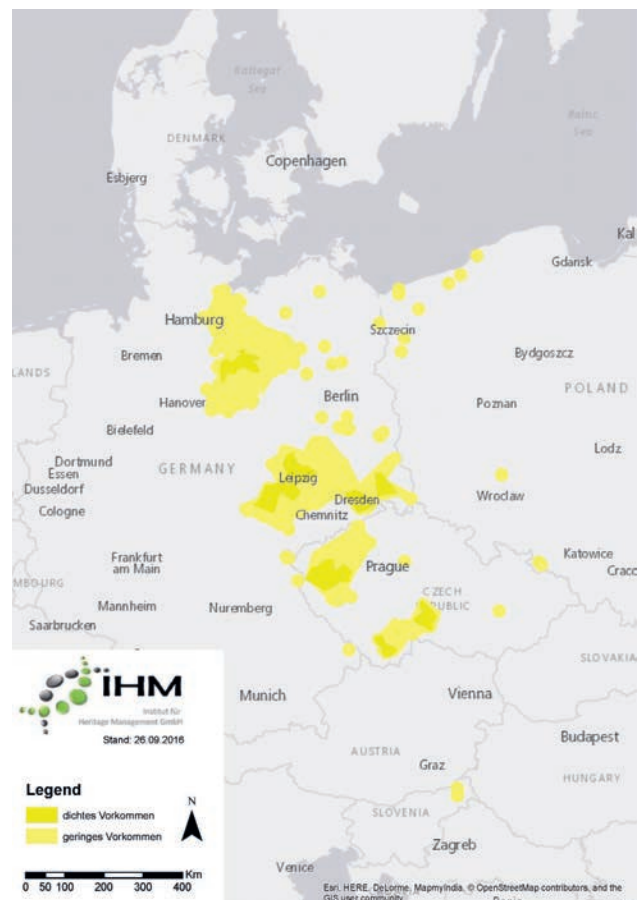 Kattegat
Sea
Baltic
Sea
DENMARK
Copenhagen
Esbjerg
Kal
Gdansk
Hamburg
Szczecin
Bremen
Bydgoszcz
LANDS
POLAND
Hanover
Berlin
Poznan
Bielefeld
Lodz
Dortmund
Essen
GERMANY
Leipzig
Dusseldorf
Dresden
Wroclaw
Cologne
Chemnitz
Frankfurt
am Main
Prague
Katowice
Cracow
MBOURG
CZECH
REPUBLIC
Mannheim
Nuremberg
Saarbrucken
SLOVAKIA
IHM
Institut für
Heritage Management GmbH
Stand: 26.09.2016
Munich
Vienna
Budapest
AUSTRIA
Graz
HUNGARY
Legend
dichtes Vorkommen
geringes Vorkommen
N
SLOVENIA
Zagreb
Venice
Km
0 50 100 200 300 400
Esri, HERE, DeLorme, MapmyIndia, © OpenStreetMap contributors, and the
GIS user community